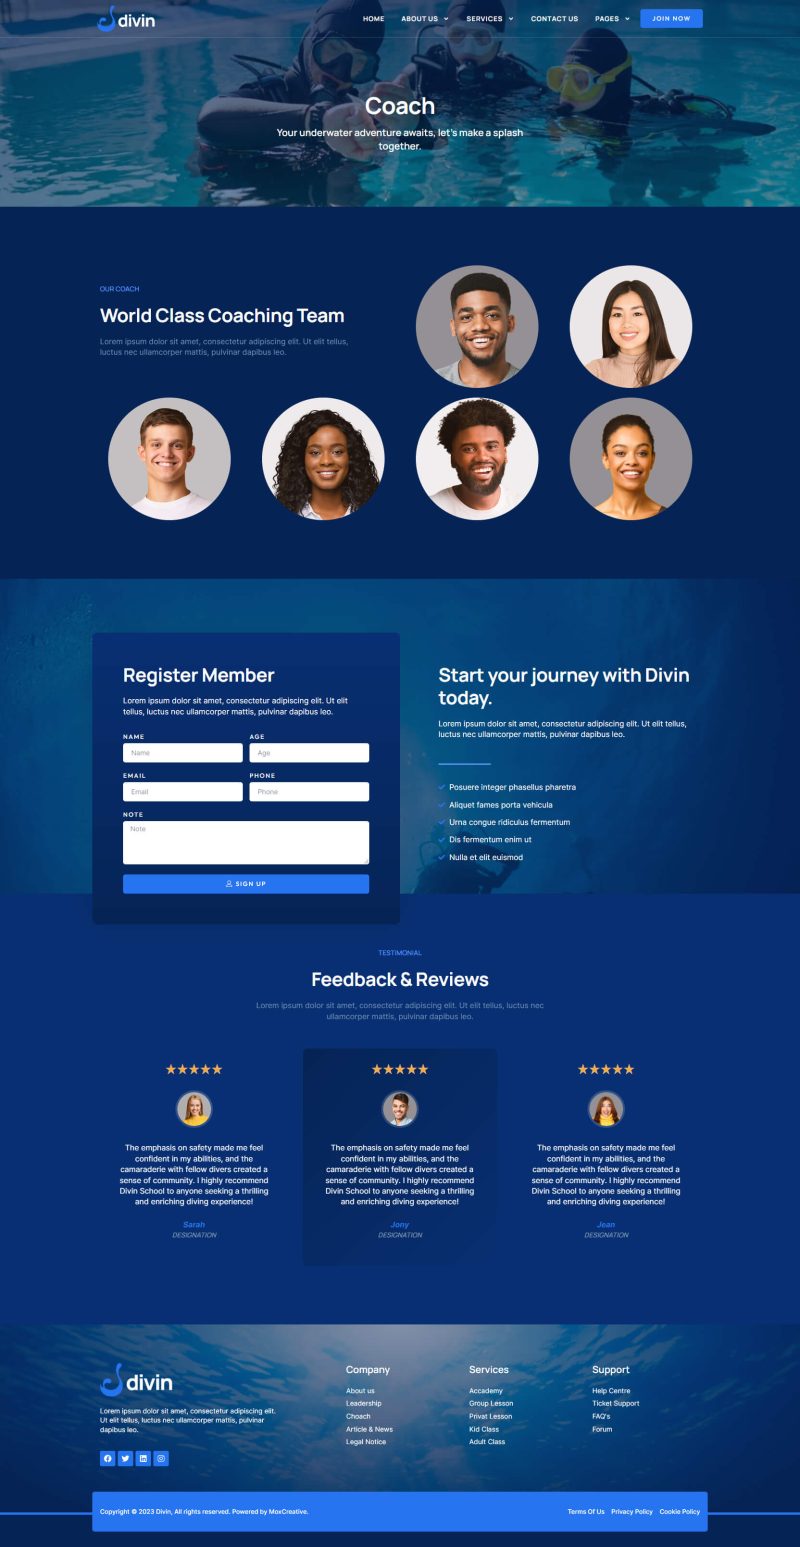 divin
HOME ABOUT US SERVICES CONTACT US PAGES JOIN NOW
Coach
Your underwater adventure awaits, let's make a splash
together.
OUR COACH
World Class Coaching Team
Lorem ipsum dolor sit amet, consectetur adipiscing elit. Ut elit tellus,
luctus nec ullamcorper mattis, pulvinar dapibus leo.
Register Member
Lorem ipsum dolor sit amet, consectetur adipiscing elit. Ut elit
tellus, luctus nec ullamcorper mattis, pulvinar dapibus leo.
NAME AGE
Name Age
EMAIL PHONE
Email Phone
NOTE
Note
SIGN UP
Start your journey with Divin
today.
Lorem ipsum dolor sit amet, consectetur adipiscing elit. Ut elit tellus,
luctus nec ullamcorper mattis, pulvinar dapibus leo.
Posuere integer phasellus pharetra
Aliquet fames porta vehicula
Urna congue ridiculus fermentum
Dis fermentum enim ut
Nulla et elit euismod
TESTIMONIAL
Feedback & Reviews
Lorem ipsum dolor sit amet, consectetur adipiscing elit. Ut elit tellus, luctus nec
ullamcorper mattis, pulvinar dapibus leo.
The emphasis on safety made me feel
confident in my abilities, and the
camaraderie with fellow divers created a
sense of community. I highly recommend
Divin School to anyone seeking a thrilling
and enriching diving experience!
Sarah
DESIGNATION
The emphasis on safety made me feel
confident in my abilities, and the
camaraderie with fellow divers created a
sense of community. I highly recommend
Divin School to anyone seeking a thrilling
and enriching diving experience!
Jony
DESIGNATION
The emphasis on safety made me feel
confident in my abilities, and the
camaraderie with fellow divers created a
sense of community. I highly recommend
Divin School to anyone seeking a thrilling
and enriching diving experience!
Jean
DESIGNATION
divin
Lorem ipsum dolor sit amet, consectetur adipiscing elit.
Ut elit tellus, luctus nec ullamcorper mattis, pulvinar
dapibus leo.
Company
About us
Leadership
Choach
Article & News
Legal Notice
Services
Accademy
Group Lesson
Privat Lesson
Kid Class
Adult Class
Support
Help Centre
Ticket Support
FAQ's
Forum
Copyright © 2023 Divin, All rights reserved. Powered by MoxCreative.
Terms Of Us Privacy Policy Cookie Policy